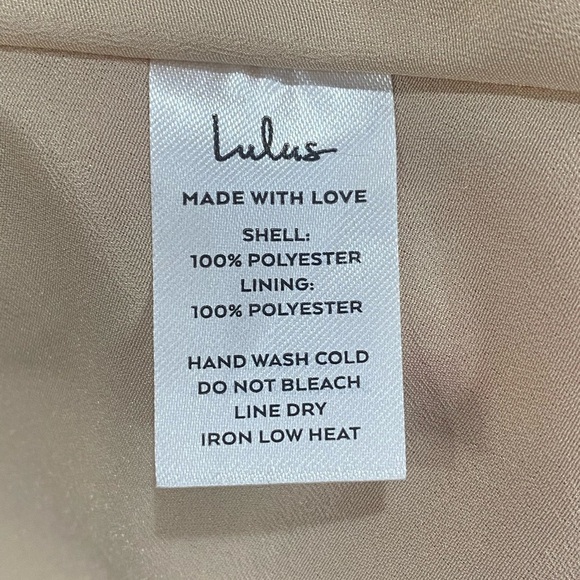 Lulus
MADE WITH LOVE
SHELL:
100% POLYESTER
LINING:
100% POLYESTER
HAND WASH COLD
DO NOT BLEACH
LINE DRY
IRON LOW HEAT